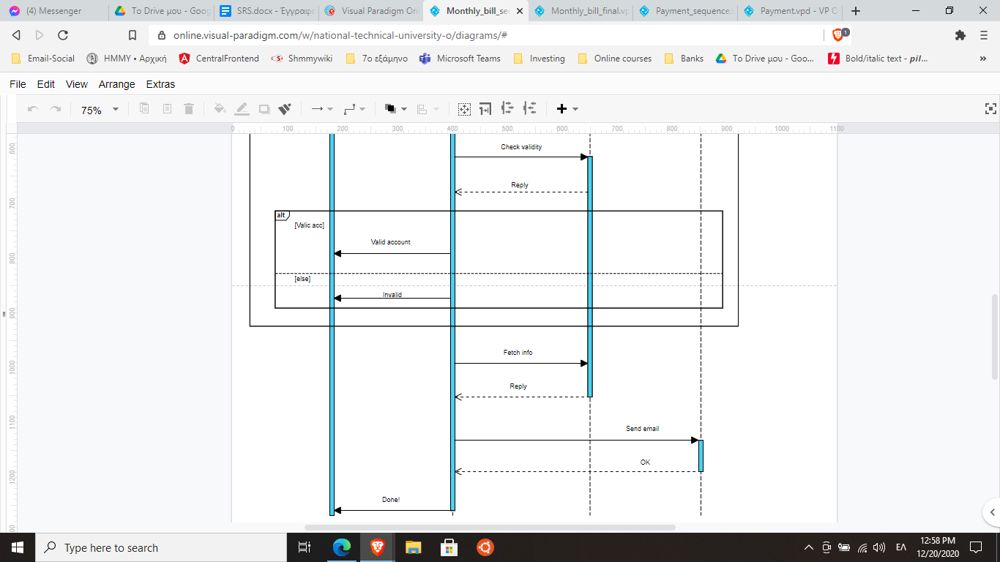 (4) Messenger
Το Drive μου - Goog
SRS.docx - Έγγραφο
Visual Paradigm Onl
Monthly_bill_se
Monthly_bill_final.vp
Payment_sequence.
Payment.vpd - VP O
online.visual-paradigm.com/w/national-technical-university-o/diagrams/#
1
Email-Social
HMMY • Αρχική
CentralFrontend
Shmmywiki
7ο εξάμηνο
Microsoft Teams
Investing
Online courses
Banks
Το Drive μου - Goo...
Bold/italic text - pil...
»
File Edit View Arrange Extras
75%
0 100 200 300 400 500 600 700 800 900 1000 1100
600
Check validity
Reply
700
alt
[Valic acc]
Valid account
800
[else]
Invalid
900
Fetch info
1000
Reply
1100
Send email
OK
1200
Done!
Type here to search
ΕΛ
12:58 PM
12/20/2020